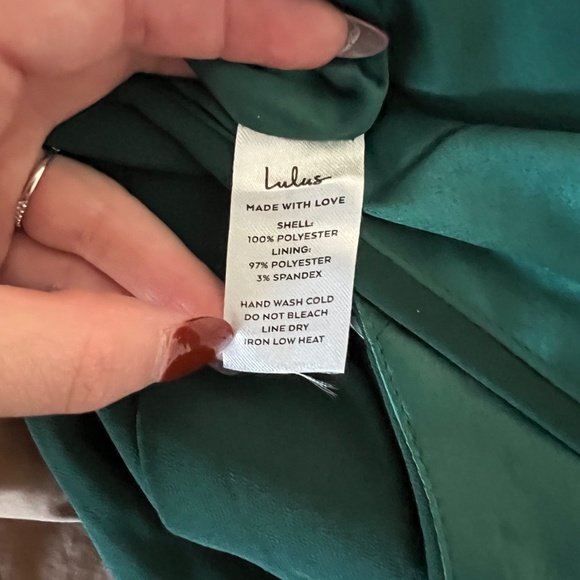 Lulus
MADE WITH LOVE
SHELL:
100% POLYESTER
LINING:
97% POLYESTER
3% SPANDEX
HAND WASH COLD
DO NOT BLEACH
LINE DRY
IRON LOW HEAT